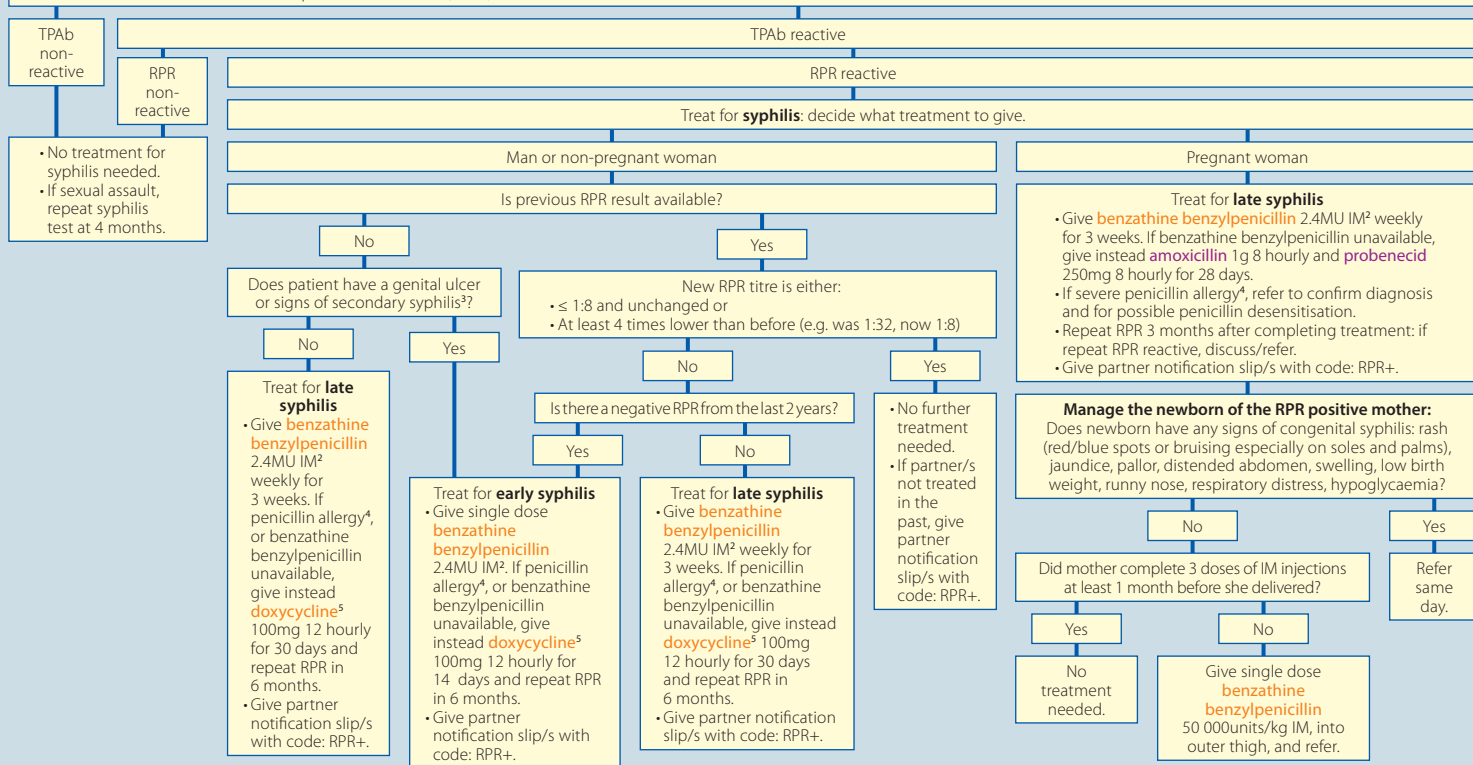 TPAb
non-
reactive
TPAb reactive
RPR
non-
reactive
RPR reactive
Treat for syphilis: decide what treatment to give.
• No treatment for
syphilis needed.
• If sexual assault,
repeat syphilis
test at 4 months.
Man or non-pregnant woman
Is previous RPR result available?
No
Does patient have a genital ulcer
or signs of secondary syphilis³?
No
Treat for late
syphilis
• Give benzathine
benzylpenicillin
2.4MU IM²
weekly for
3 weeks. If
penicillin allergy⁴,
or benzathine
benzylpenicillin
unavailable,
give instead
doxycycline⁵
100mg 12 hourly
for 30 days and
repeat RPR in
6 months.
• Give partner
notification slip/s
with code: RPR+.
Yes
Yes
New RPR titre is either:
• ≤ 1:8 and unchanged or
• At least 4 times lower than before (e.g. was 1:32, now 1:8)
No
Is there a negative RPR from the last 2 years?
Yes
Treat for early syphilis
• Give single dose
benzathine
benzylpenicillin
2.4MU IM². If penicillin
allergy⁴, or benzathine
benzylpenicillin
unavailable, give
instead doxycycline⁵
100mg 12 hourly for
14 days and repeat RPR
in 6 months.
• Give partner
notification slip/s with
code: RPR+.
No
Treat for late syphilis
• Give benzathine
benzylpenicillin
2.4MU IM² weekly for
3 weeks. If penicillin
allergy⁴, or benzathine
benzylpenicillin
unavailable, give instead
doxycycline⁵ 100mg
12 hourly for 30 days
and repeat RPR in
6 months.
• Give partner notification
slip/s with code: RPR+.
Yes
• No further
treatment
needed.
• If partner/s
not treated
in the
past, give
partner
notification
slip/s with
code: RPR+.
Pregnant woman
Treat for late syphilis
• Give benzathine benzylpenicillin 2.4MU IM² weekly
for 3 weeks. If benzathine benzylpenicillin unavailable,
give instead amoxicillin 1g 8 hourly and probenecid
250mg 8 hourly for 28 days.
• If severe penicillin allergy⁴, refer to confirm diagnosis
and for possible penicillin desensitisation.
• Repeat RPR 3 months after completing treatment: if
repeat RPR reactive, discuss/refer.
• Give partner notification slip/s with code: RPR+.
Manage the newborn of the RPR positive mother:
Does newborn have any signs of congenital syphilis: rash
(red/blue spots or bruising especially on soles and palms),
jaundice, pallor, distended abdomen, swelling, low birth
weight, runny nose, respiratory distress, hypoglycaemia?
No
Did mother complete 3 doses of IM injections
at least 1 month before she delivered?
Yes
No
treatment
needed.
No
Give single dose
benzathine
benzylpenicillin
50 000units/kg IM, into
outer thigh, and refer.
Yes
Refer
same
day.